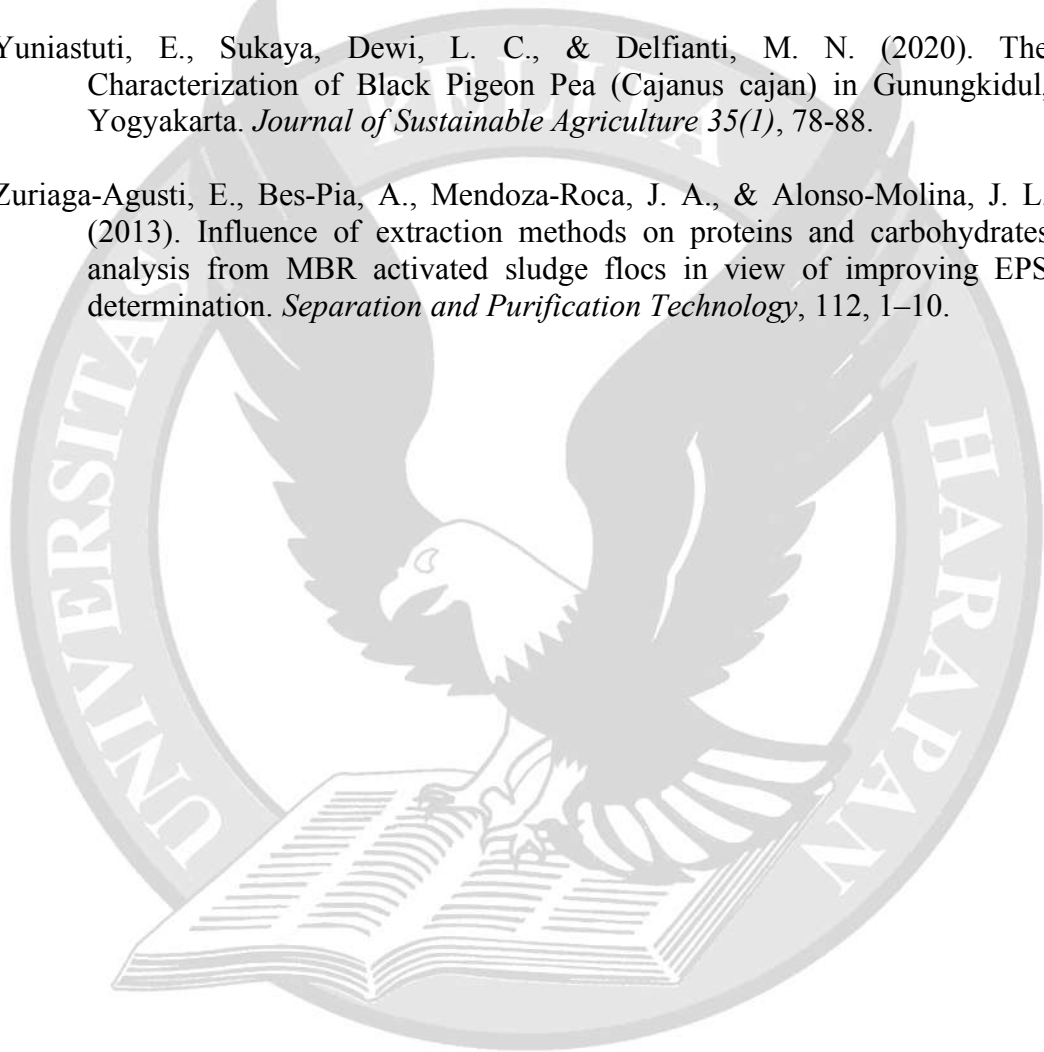 Yuniastuti, E., Sukaya, Dewi, L. C., & Delfianti, M. N. (2020). The
Characterization of Black Pigeon Pea (Cajanus cajan) in Gunungkidul,
Yogyakarta. Journal of Sustainable Agriculture 35(1), 78-88.
Zuriaga-Agusti, E., Bes-Pia, A., Mendoza-Roca, J. A., & Alonso-Molina, J. L.
(2013). Influence of extraction methods on proteins and carbohydrates
analysis from MBR activated sludge flocs in view of improving EPS
determination. Separation and Purification Technology, 112, 1–10.
UNIVERSITAS PELITA HARAPAN